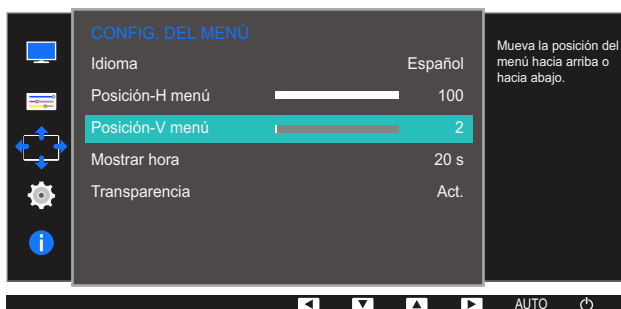 CONFIG. DEL MENÚ
Idioma Español
Posición-H menú 100
Posición-V menú 2
Mostrar hora 20 s
Transparencia Act.
Mueva la posición del
menú hacia arriba o
hacia abajo.
AUTO